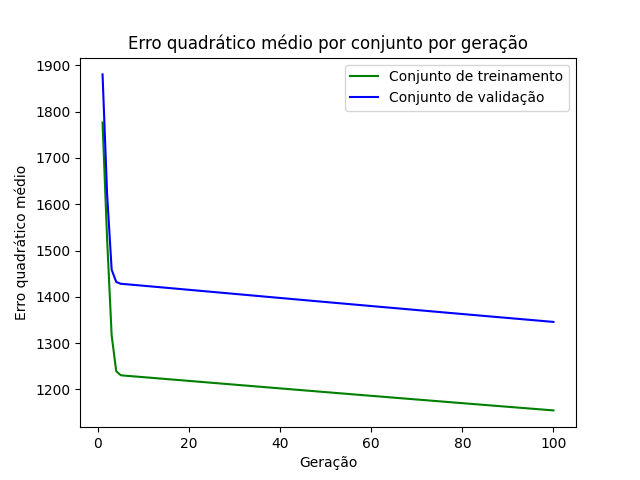 Erro quadrático médio por conjunto por geração
Conjunto de treinamento
Conjunto de validação
Erro quadrático médio
1900
1800
1700
1600
1500
1400
1300
1200
0 20 40 60 80 100
Geração